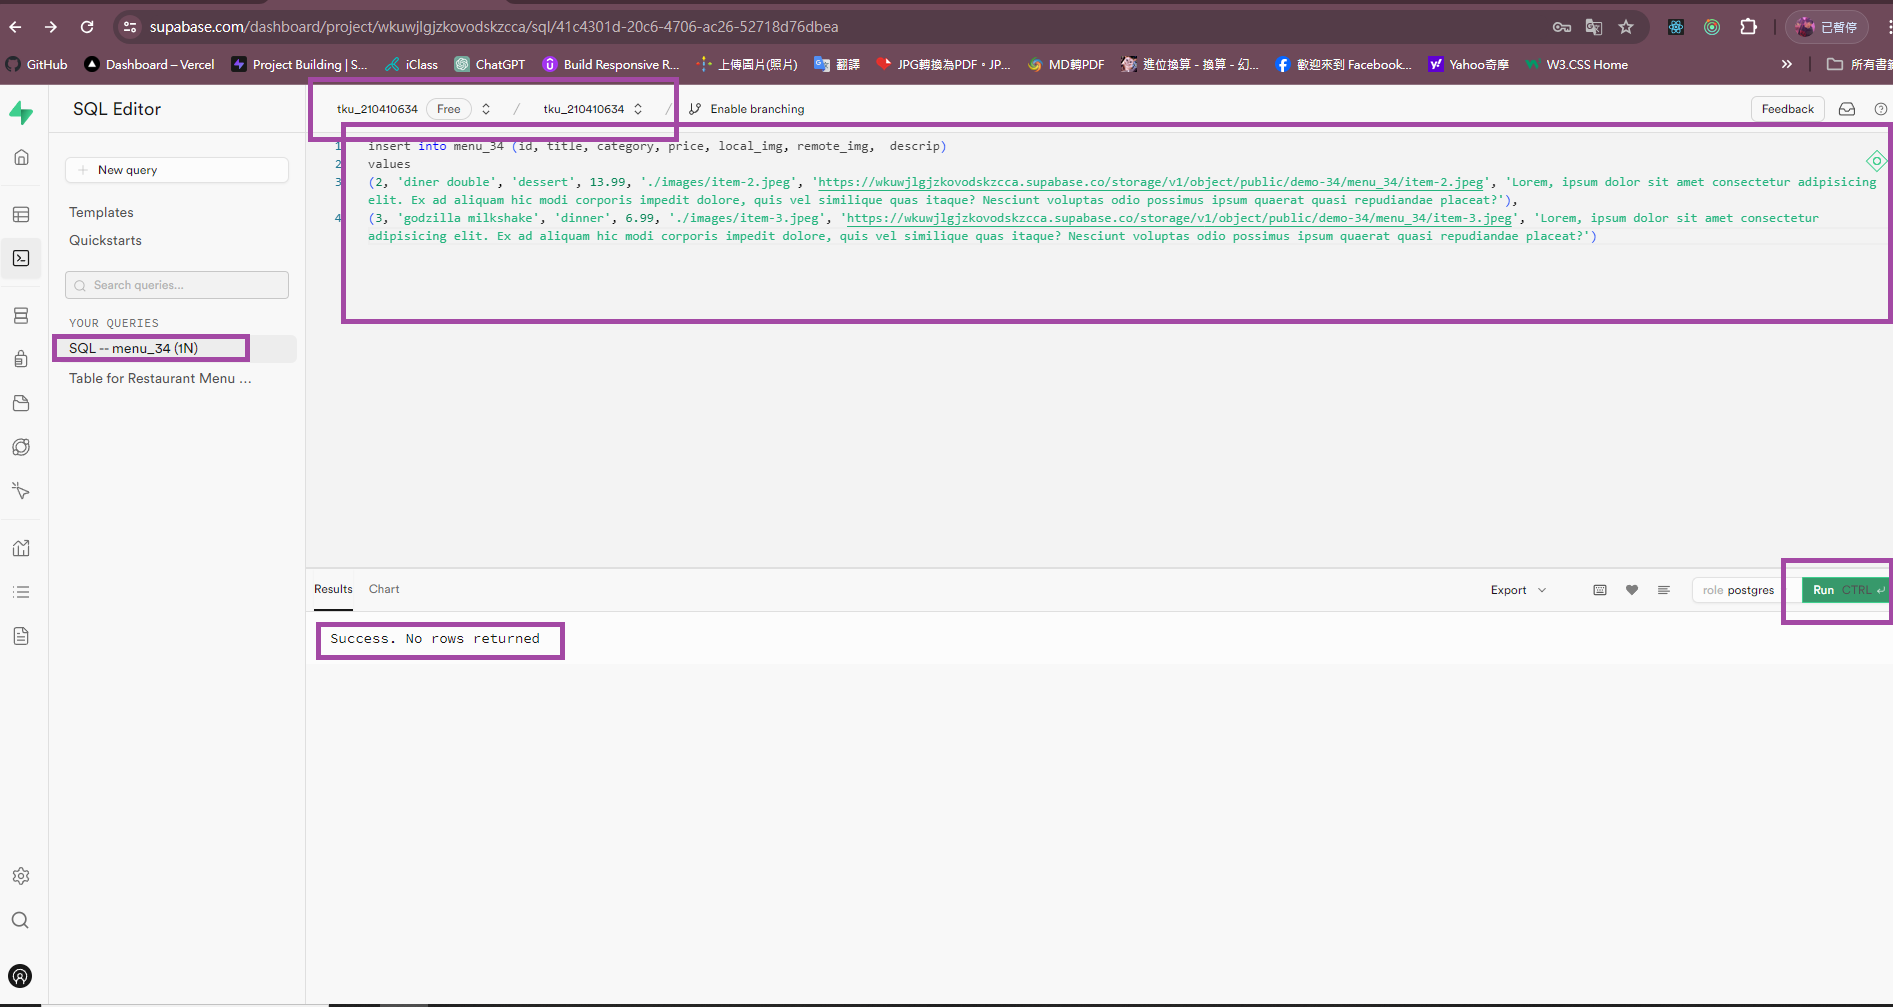 supabase.com/dashboard/project/wkuwjlgjzkovodskzcca/sql/41c4301d-20c6-4706-ac26-52718d76dbea
已暫停
GitHub
Dashboard – Vercel
Project Building | S...
iClass
ChatGPT
Build Responsive R...
上傳圖片(照片)
翻譯
JPG轉換為PDF。JP...
MD轉PDF
進位換算 - 換算 - 幻...
歡迎來到 Facebook...
Yahoo奇摩
W3.CSS Home
所有書籤
SQL Editor
tku_210410634 Free / tku_210410634 / Enable branching
Feedback
New query
Templates
Quickstarts
Search queries...
YOUR QUERIES
SQL -- menu_34 (1N)
Table for Restaurant Menu ...
1 insert into menu_34 (id, title, category, price, local_img, remote_img,  descrip)
2 values
3 (2, 'diner double', 'dessert', 13.99, './images/item-2.jpeg', 'https://wkuwjlgjzkovodskzcca.supabase.co/storage/v1/object/public/demo-34/menu_34/item-2.jpeg', 'Lorem, ipsum dolor sit amet consectetur adipisicing
elit. Ex ad aliquam hic modi corporis impedit dolore, quis vel similique quas itaque? Nesciunt voluptas odio possimus ipsum quaerat quasi repudiandae placeat?'),
4 (3, 'godzilla milkshake', 'dinner', 6.99, './images/item-3.jpeg', 'https://wkuwjlgjzkovodskzcca.supabase.co/storage/v1/object/public/demo-34/menu_34/item-3.jpeg', 'Lorem, ipsum dolor sit amet consectetur
adipisicing elit. Ex ad aliquam hic modi corporis impedit dolore, quis vel similique quas itaque? Nesciunt voluptas odio possimus ipsum quaerat quasi repudiandae placeat?')
Results
Chart
Export
role postgres
Run CTRL
Success. No rows returned